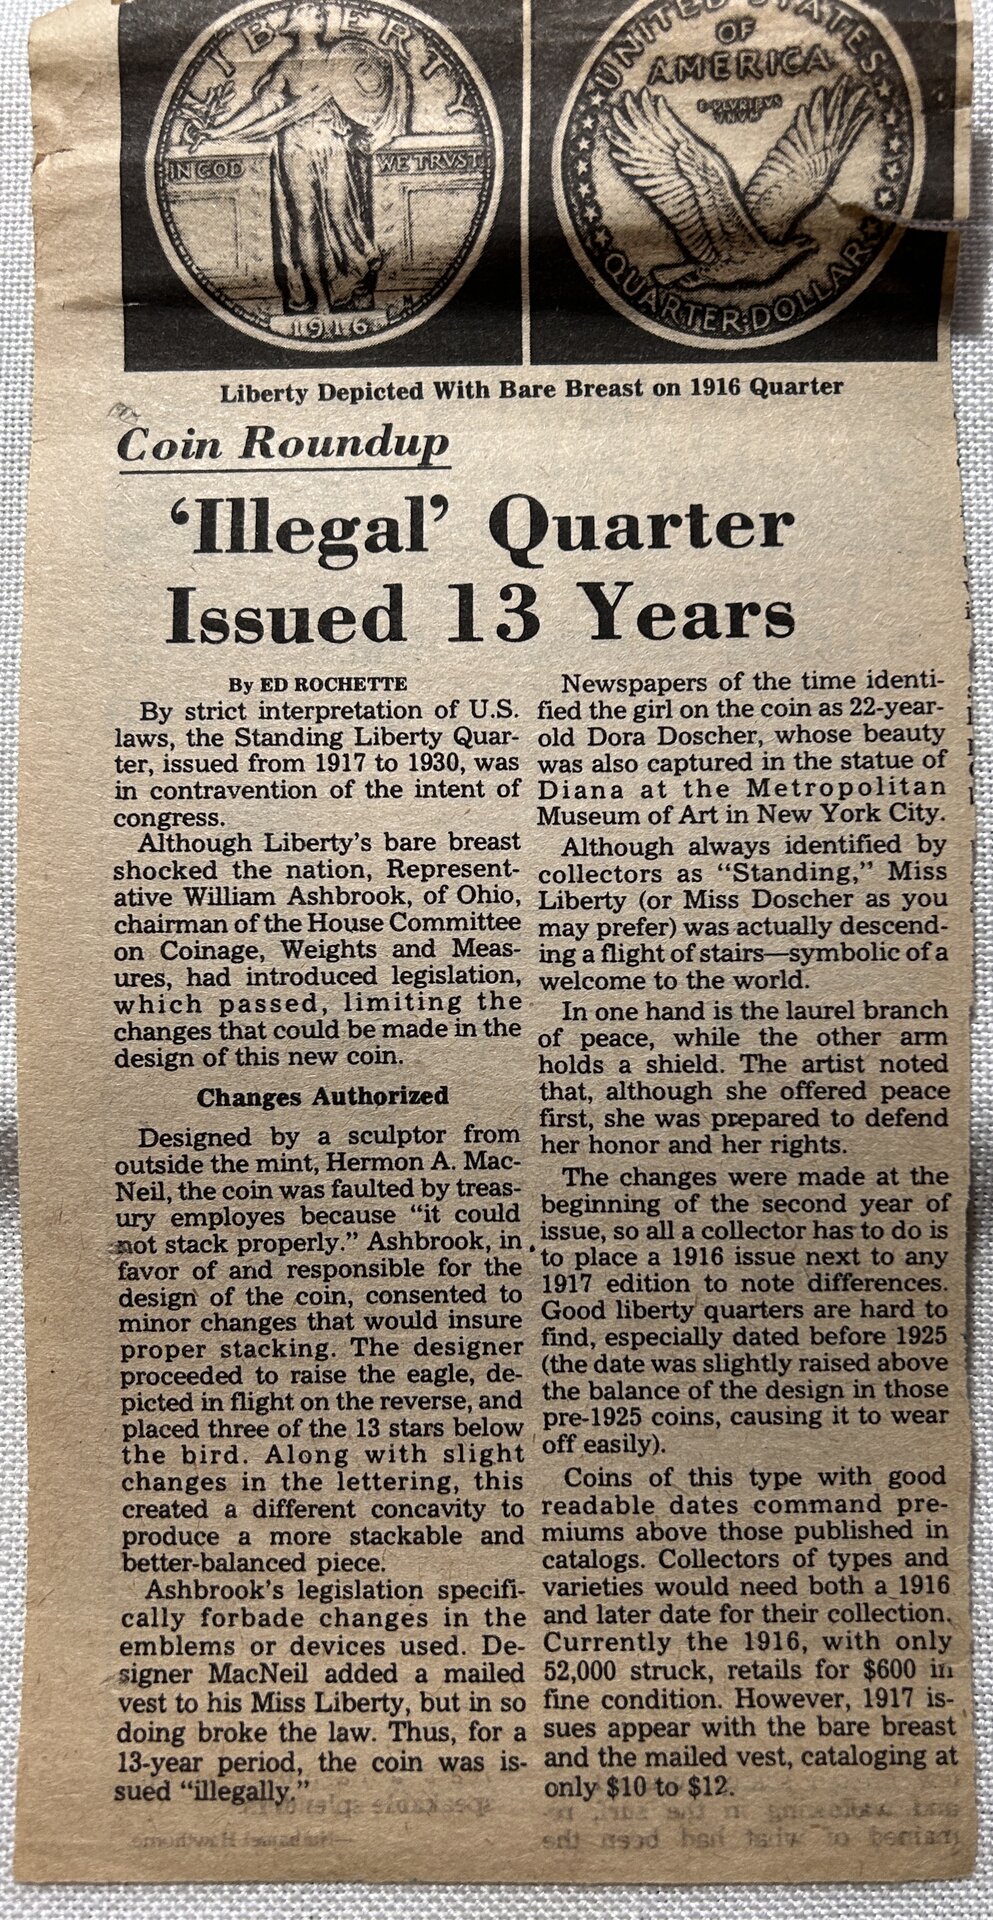 LIBERTY
IN GOD WE TRVST
M
1916
UNITED STATES
OF
AMERICA
E·PLVRIBVS
VNVM
QUARTER DOLLAR
Liberty Depicted With Bare Breast on 1916 Quarter
Coin Roundup
‘Illegal’ Quarter
Issued 13 Years
By ED ROCHETTE
By strict interpretation of U.S.
laws, the Standing Liberty Quar-
ter, issued from 1917 to 1930, was
in contravention of the intent of
congress.
Although Liberty’s bare breast
shocked the nation, Represent-
ative William Ashbrook, of Ohio,
chairman of the House Committee
on Coinage, Weights and Meas-
ures, had introduced legislation,
which passed, limiting the
changes that could be made in the
design of this new coin.
Changes Authorized
Designed by a sculptor from
outside the mint, Hermon A. Mac-
Neil, the coin was faulted by treas-
ury employes because “it could
not stack properly.” Ashbrook, in
favor of and responsible for the
design of the coin, consented to
minor changes that would insure
proper stacking. The designer
proceeded to raise the eagle, de-
picted in flight on the reverse, and
placed three of the 13 stars below
the bird. Along with slight
changes in the lettering, this
created a different concavity to
produce a more stackable and
better-balanced piece.
Ashbrook’s legislation specifi-
cally forbade changes in the
emblems or devices used. De-
signer MacNeil added a mailed
vest to his Miss Liberty, but in so
doing broke the law. Thus, for a
13-year period, the coin was is-
sued “illegally.”
Newspapers of the time identi-
fied the girl on the coin as 22-year-
old Dora Doscher, whose beauty
was also captured in the statue of
Diana at the Metropolitan
Museum of Art in New York City.
Although always identified by
collectors as “Standing,” Miss
Liberty (or Miss Doscher as you
may prefer) was actually descend-
ing a flight of stairs—symbolic of a
welcome to the world.
In one hand is the laurel branch
of peace, while the other arm
holds a shield. The artist noted
that, although she offered peace
first, she was prepared to defend
her honor and her rights.
The changes were made at the
beginning of the second year of
issue, so all a collector has to do is
to place a 1916 issue next to any
1917 edition to note differences.
Good liberty quarters are hard to
find, especially dated before 1925
(the date was slightly raised above
the balance of the design in those
pre-1925 coins, causing it to wear
off easily).
Coins of this type with good
readable dates command pre-
miums above those published in
catalogs. Collectors of types and
varieties would need both a 1916
and later date for their collection.
Currently the 1916, with only
52,000 struck, retails for $600 in
fine condition. However, 1917 is-
sues appear with the bare breast
and the mailed vest, cataloging at
only $10 to $12.